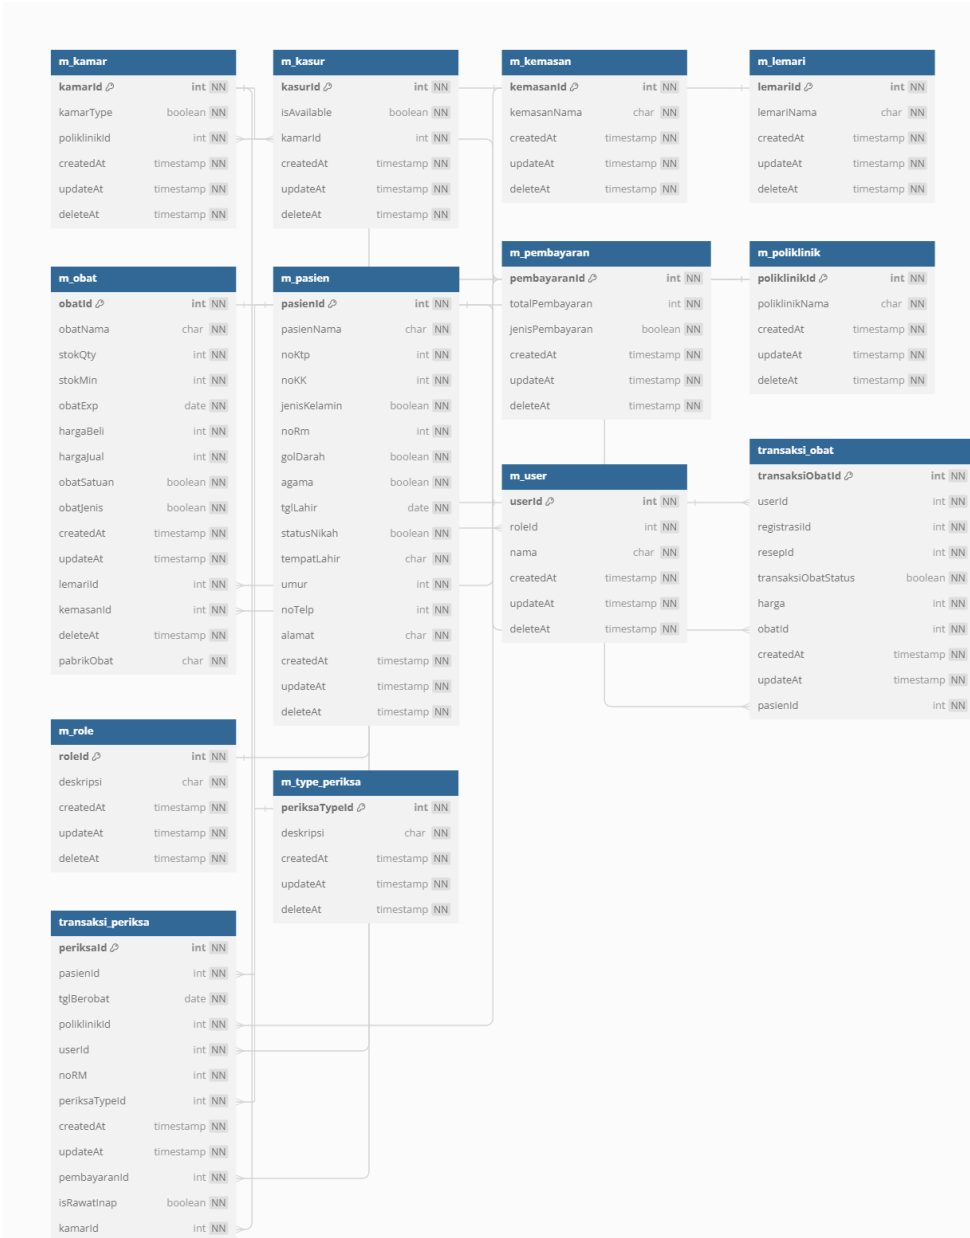 m_kamar
kamarId int NN
kamarType boolean NN
poliklinikId int NN
createdAt timestamp NN
updateAt timestamp NN
deleteAt timestamp NN
m_kasur
kasurId int NN
isAvailable boolean NN
kamarId int NN
createdAt timestamp NN
updateAt timestamp NN
deleteAt timestamp NN
m_kemasan
kemasanId int NN
kemasanNama char NN
createdAt timestamp NN
updateAt timestamp NN
deleteAt timestamp NN
m_lemari
lemariId int NN
lemariNama char NN
createdAt timestamp NN
updateAt timestamp NN
deleteAt timestamp NN
m_obat
obatId int NN
obatNama char NN
stokQty int NN
stokMin int NN
obatExp date NN
hargaBeli int NN
hargaJual int NN
obatSatuan boolean NN
obatJenis boolean NN
createdAt timestamp NN
updateAt timestamp NN
lemariId int NN
kemasanId int NN
deleteAt timestamp NN
pabrikObat char NN
m_pasien
pasienId int NN
pasienNama char NN
noKtp int NN
noKK int NN
jenisKelamin boolean NN
noRm int NN
golDarah boolean NN
agama boolean NN
tglLahir date NN
statusNikah boolean NN
tempatLahir char NN
umur int NN
noTelp int NN
alamat char NN
createdAt timestamp NN
updateAt timestamp NN
deleteAt timestamp NN
m_pembayaran
pembayaranId int NN
totalPembayaran int NN
jenisPembayaran boolean NN
createdAt timestamp NN
updateAt timestamp NN
deleteAt timestamp NN
m_poliklinik
poliklinikId int NN
poliklinikNama char NN
createdAt timestamp NN
updateAt timestamp NN
deleteAt timestamp NN
m_user
userId int NN
roleId int NN
nama char NN
createdAt timestamp NN
updateAt timestamp NN
deleteAt timestamp NN
transaksi_obat
transaksiObatId int NN
userId int NN
registrasiId int NN
resepId int NN
transaksiObatStatus boolean NN
harga int NN
obatId int NN
createdAt timestamp NN
updateAt timestamp NN
pasienId int NN
m_role
roleId int NN
deskripsi char NN
createdAt timestamp NN
updateAt timestamp NN
deleteAt timestamp NN
m_type_periksa
periksaTypeId int NN
deskripsi char NN
createdAt timestamp NN
updateAt timestamp NN
deleteAt timestamp NN
transaksi_periksa
periksaId int NN
pasienId int NN
tglBerobat date NN
poliklinikId int NN
userId int NN
noRM int NN
periksaTypeId int NN
createdAt timestamp NN
updateAt timestamp NN
pembayaranId int NN
isRawatInap boolean NN
kamarId int NN